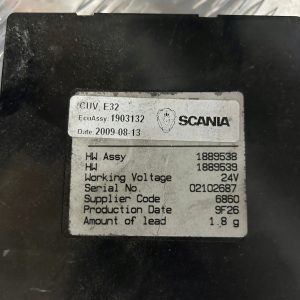 CUV, E32
EcuAssy: 1903132
Date: 2009-08-13
SCANIA
HW Assy 1889538
HW 1889539
Working Voltage 24V
Serial No. 02102687
Supplier Code 6860
Production Date 9F26
Amount of lead 1.8 g